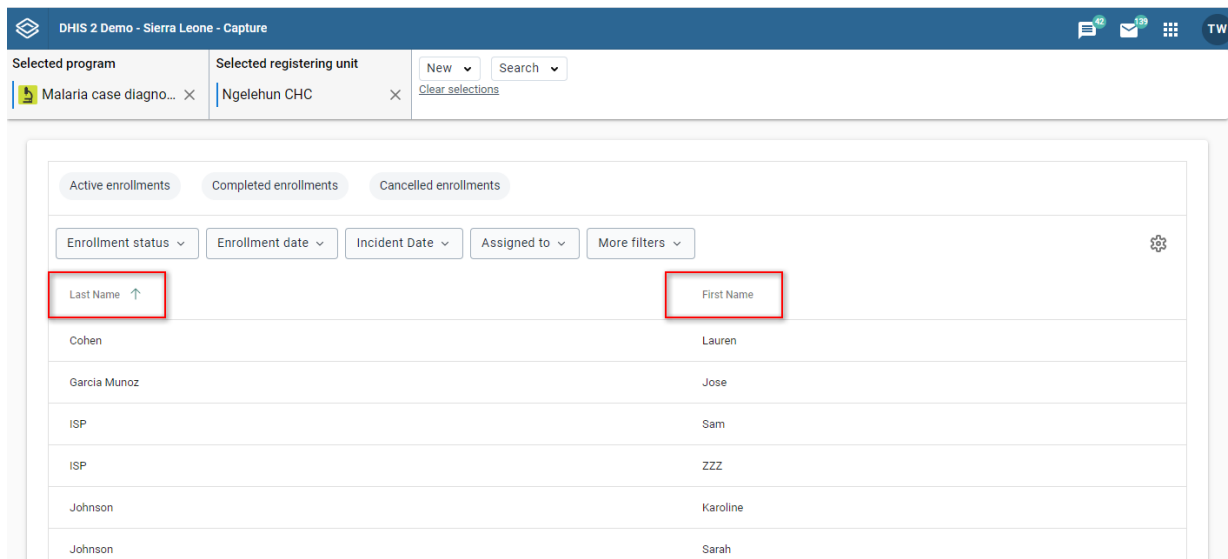 DHIS 2 Demo - Sierra Leone - Capture
42
139
TW
Selected program
Selected registering unit
New
Search
Malaria case diagno...
Ngelehun CHC
Clear selections
Active enrollments
Completed enrollments
Cancelled enrollments
Enrollment status
Enrollment date
Incident Date
Assigned to
More filters
Last Name
First Name
Cohen
Lauren
Garcia Munoz
Jose
ISP
Sam
ISP
ZZZ
Johnson
Karoline
Johnson
Sarah